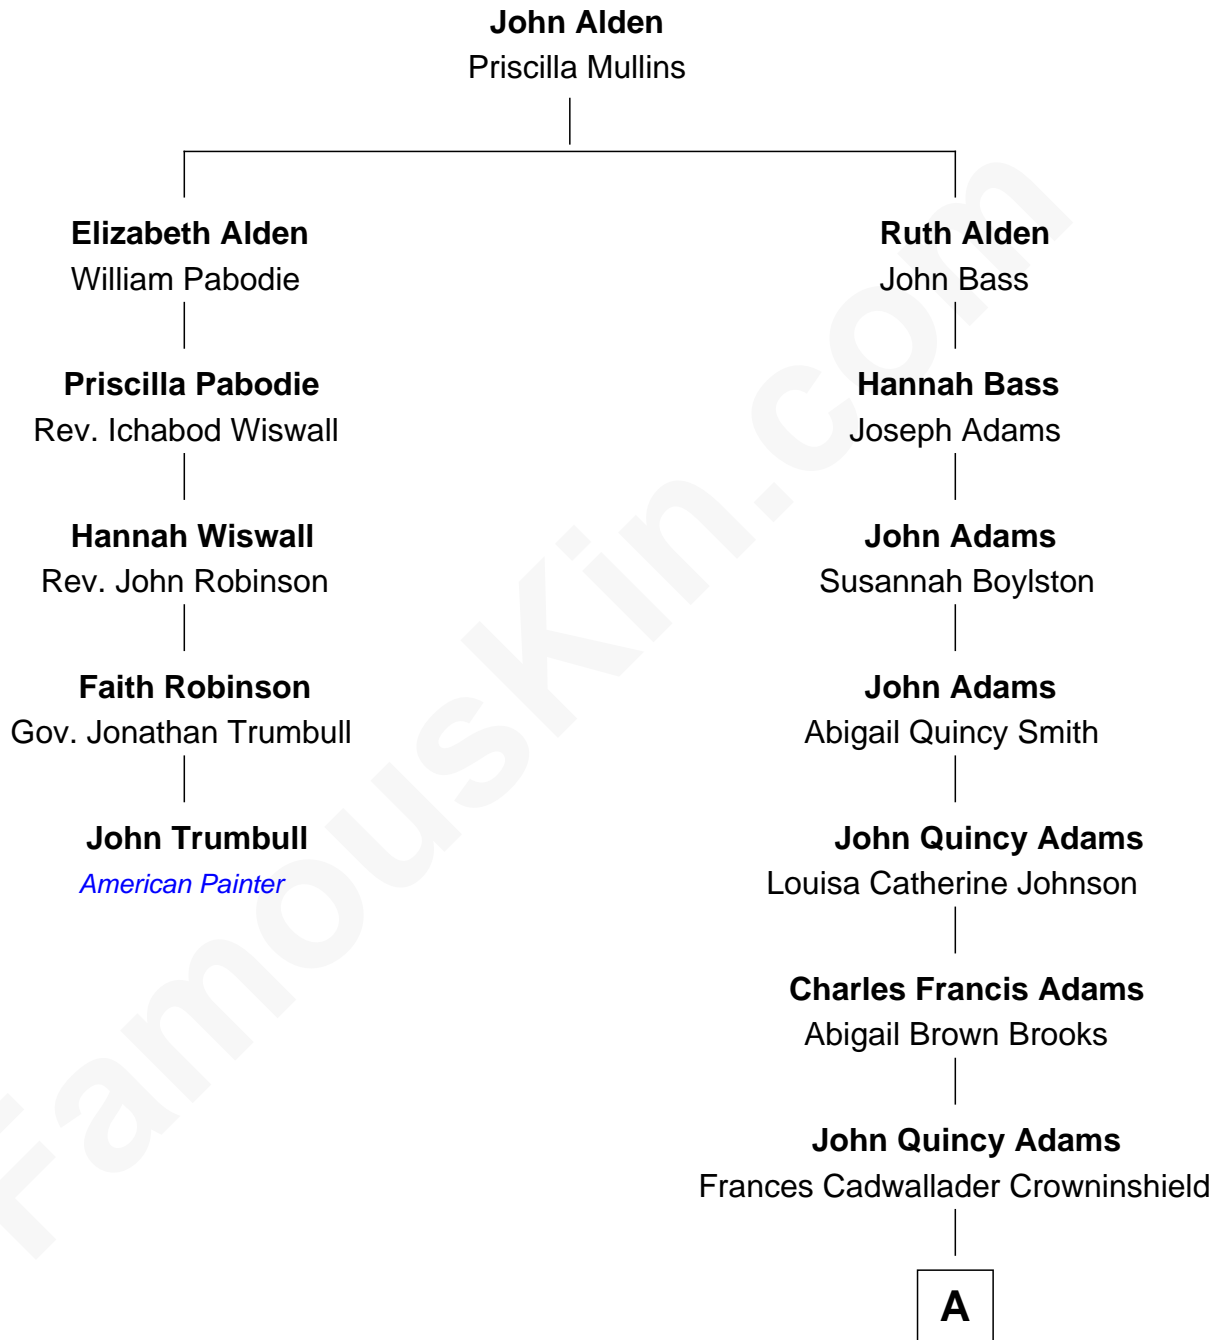 John Alden
Priscilla Mullins
Elizabeth Alden
William Pabodie
Ruth Alden
John Bass
Priscilla Pabodie
Rev. Ichabod Wiswall
Hannah Bass
Joseph Adams
Hannah Wiswall
Rev. John Robinson
John Adams
Susannah Boylston
Faith Robinson
Gov. Jonathan Trumbull
John Adams
Abigail Quincy Smith
John Trumbull
American Painter
John Quincy Adams
Louisa Catherine Johnson
Charles Francis Adams
Abigail Brown Brooks
John Quincy Adams
Frances Cadwallader Crowninshield
A
FamousKin.com